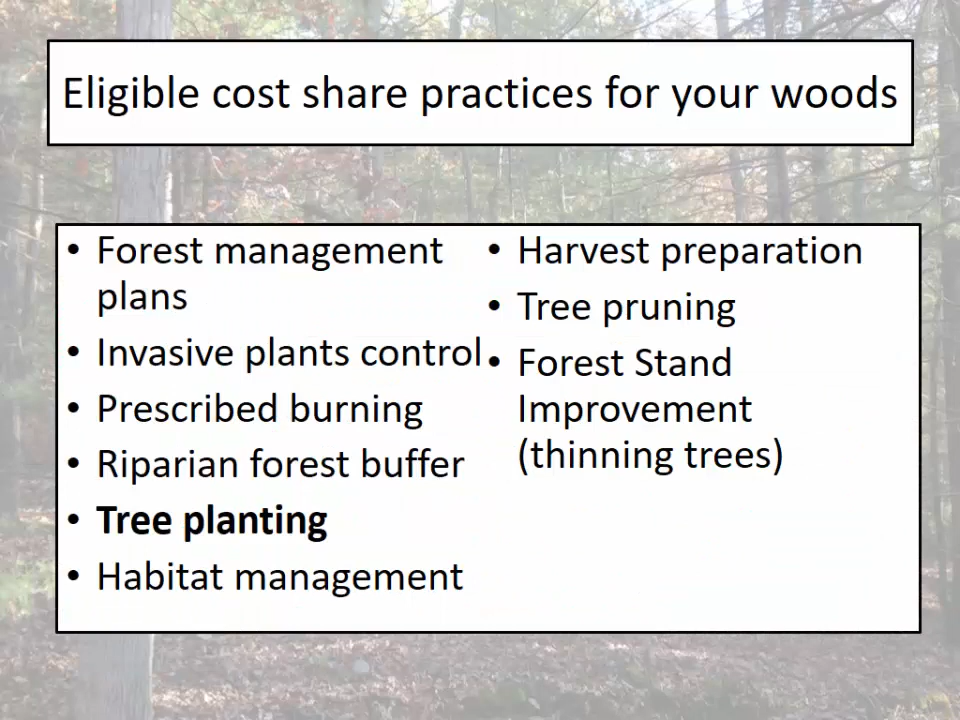 Eligible cost share practices for your woods
• Forest management
plans
• Invasive plants control
• Prescribed burning
• Riparian forest buffer
• Tree planting
• Habitat management
• Harvest preparation
• Tree pruning
• Forest Stand
Improvement
(thinning trees)